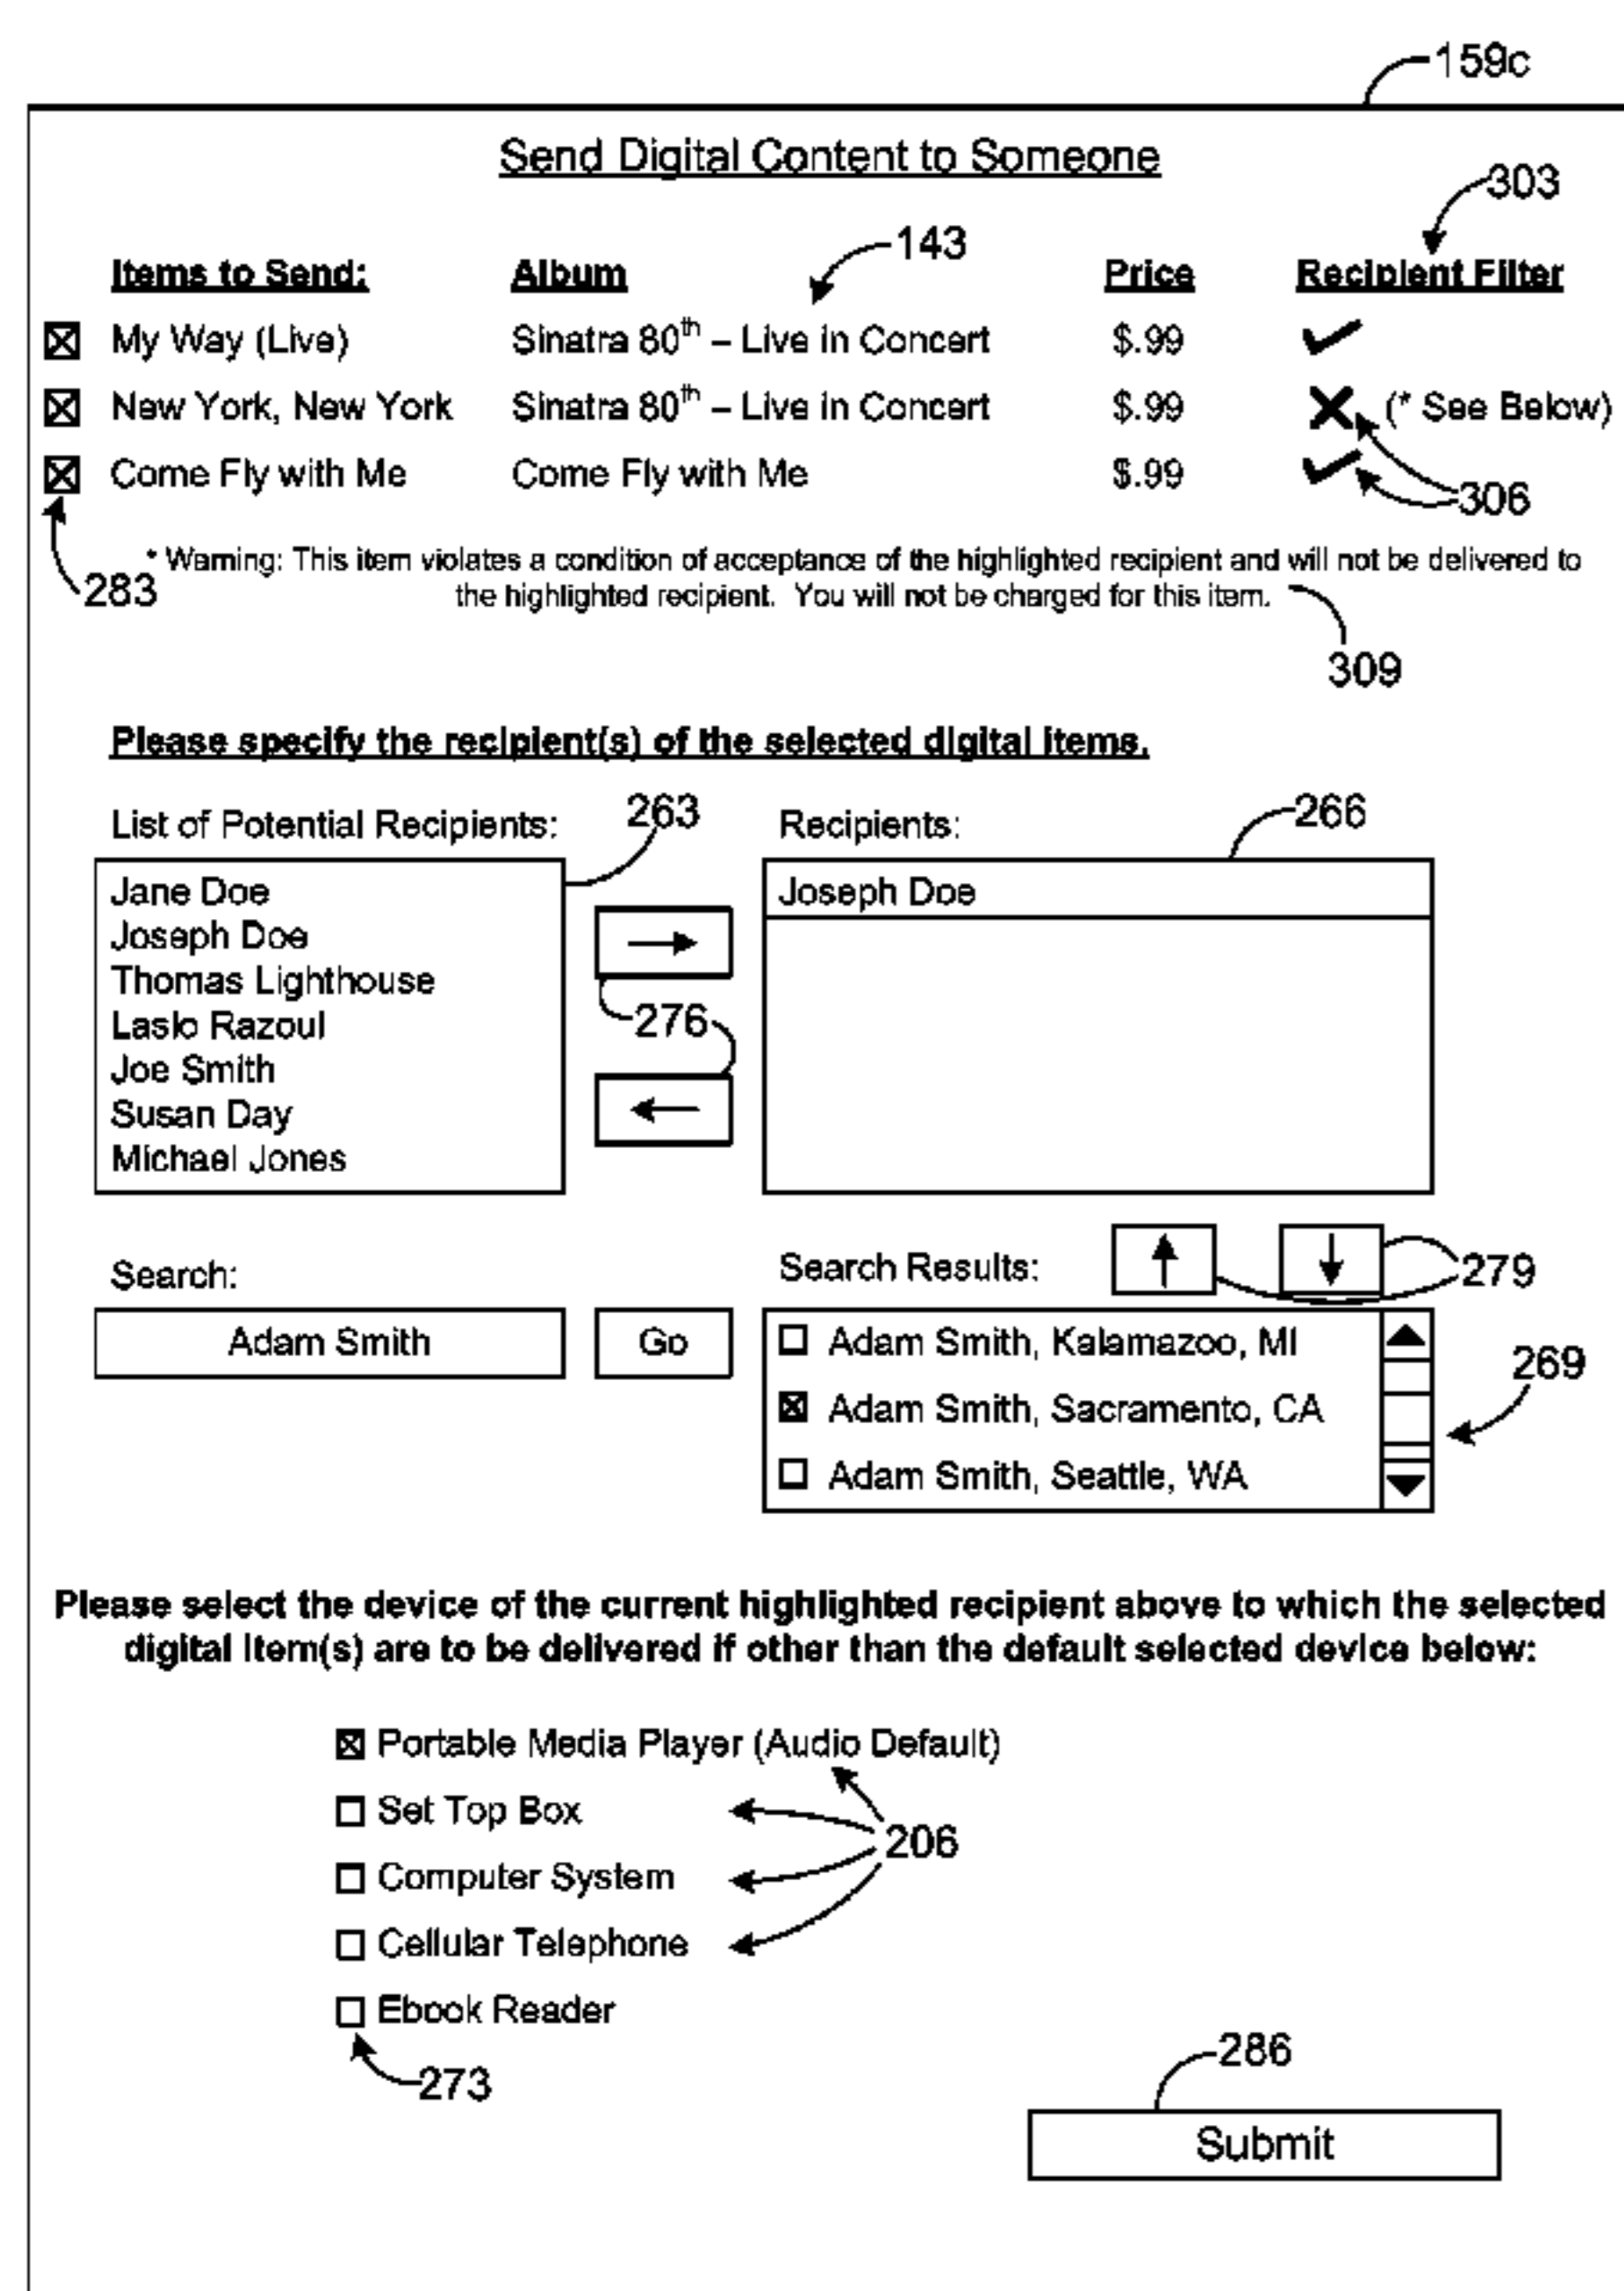 159c
Send Digital Content to Someone
303
143
Items to Send: Album Price Recipient Filter
My Way (Live) Sinatra 80th – Live in Concert $.99
New York, New York Sinatra 80th – Live in Concert $.99 (* See Below)
Come Fly with Me Come Fly with Me $.99
306
* Warning: This item violates a condition of acceptance of the highlighted recipient and will not be delivered to
283 the highlighted recipient. You will not be charged for this item.
309
Please specify the recipient(s) of the selected digital items.
List of Potential Recipients: 263 Recipients: 266
Jane Doe Joseph Doe
Joseph Doe
Thomas Lighthouse
Laslo Razoul 276
Joe Smith
Susan Day
Michael Jones
Search: Search Results: 279
Adam Smith Go Adam Smith, Kalamazoo, MI
269
Adam Smith, Sacramento, CA
Adam Smith, Seattle, WA
Please select the device of the current highlighted recipient above to which the selected
digital item(s) are to be delivered if other than the default selected device below:
Portable Media Player (Audio Default)
Set Top Box
206
Computer System
Cellular Telephone
Ebook Reader
286
273
Submit